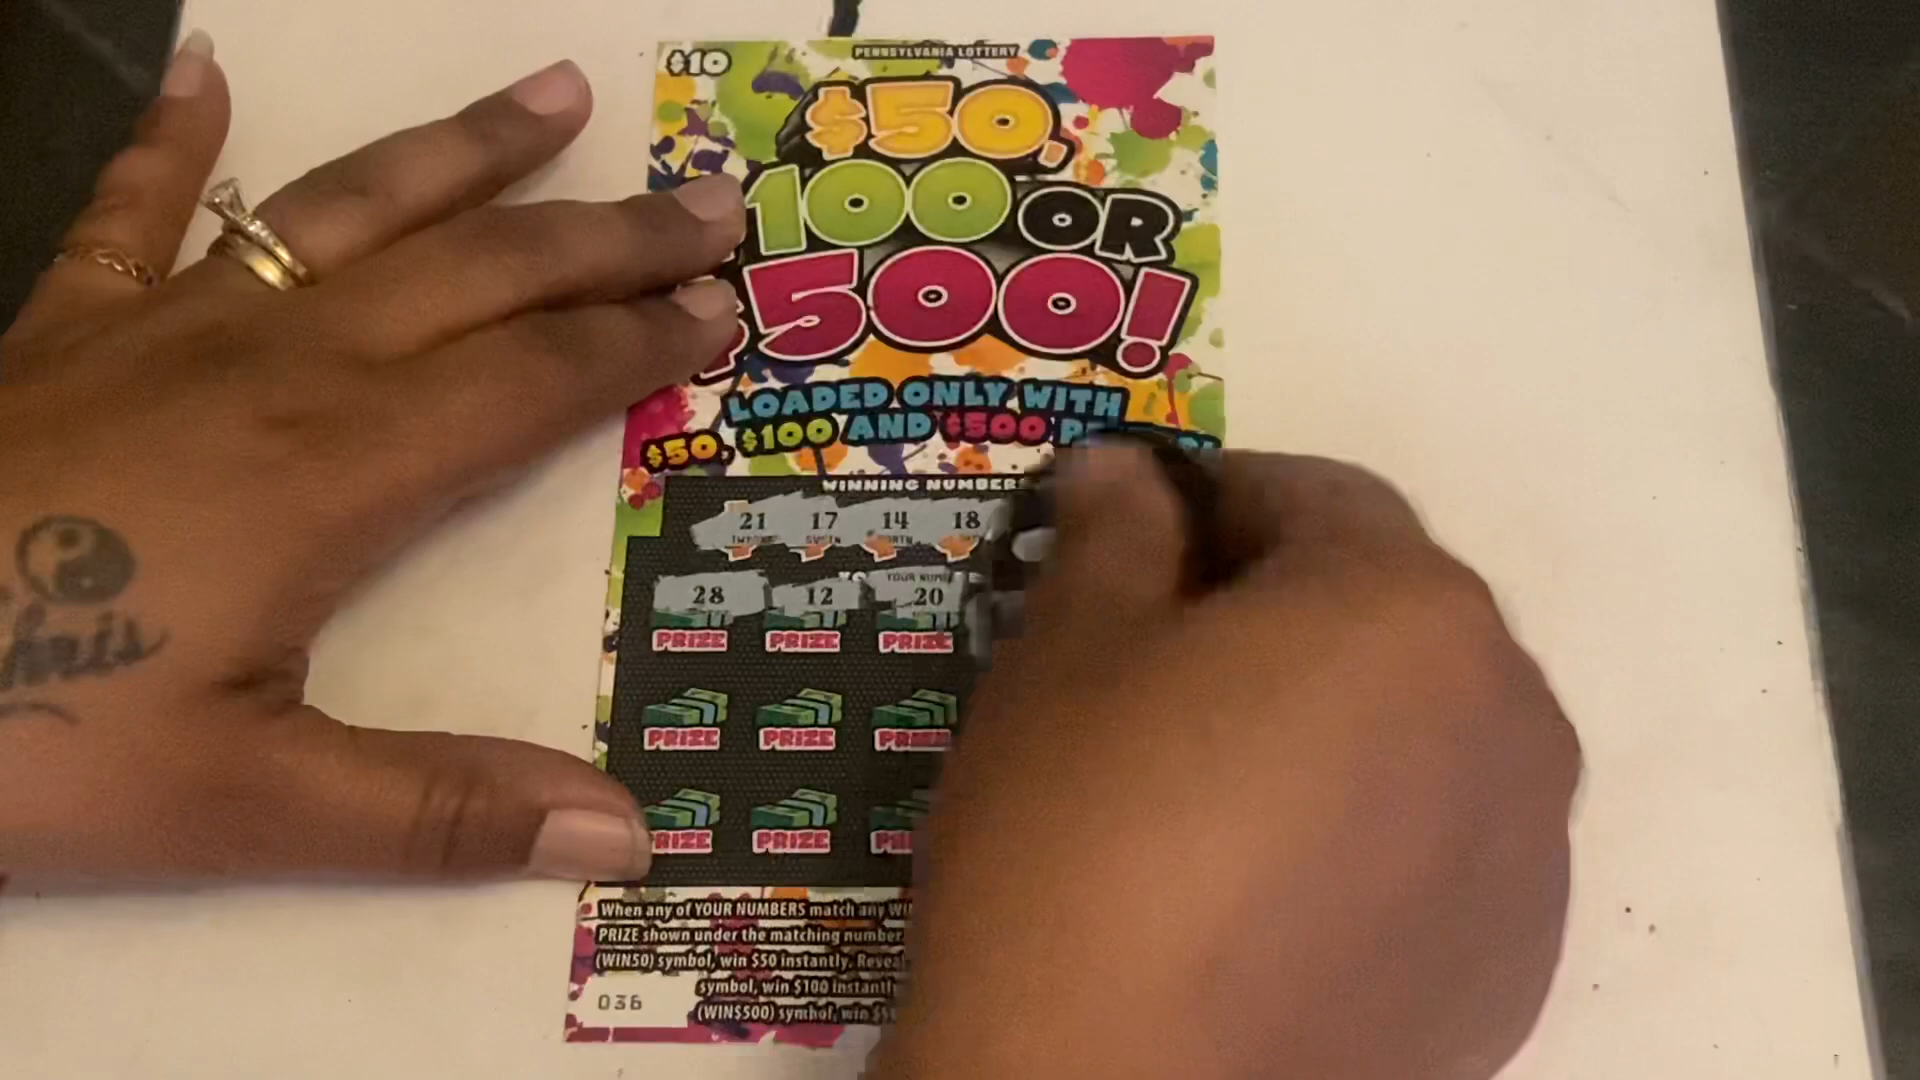 $10
PENNSYLVANIA LOTTERY
$50,
100 OR
$500!
LOADED ONLY WITH
$50, $100 AND $500
WINNING NUMBERS
21 17 14 18
YOUR
28 12 20
PRIZE PRIZE PRIZE
PRIZE PRIZE PRIZE
PRIZE PRIZE
When any of YOUR NUMBERS match any
PRIZE shown under the matching number.
(WIN50) symbol, win $50 instantly. Reveal
symbol, win $100 instantly
036
(WIN$500) symbol, win